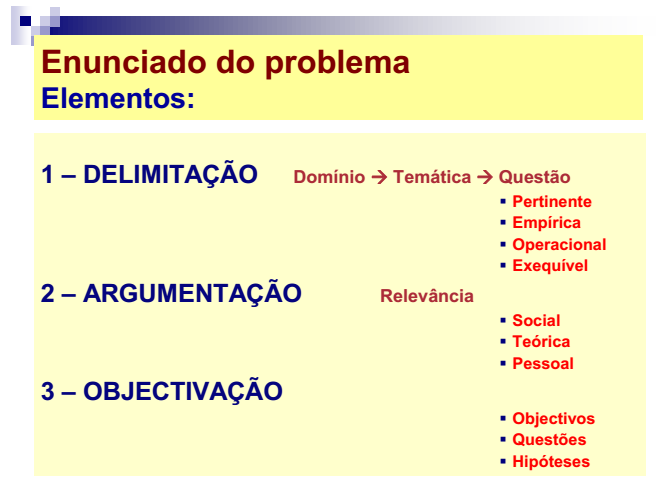 Enunciado do problema
Elementos:
1 – DELIMITAÇÃO Domínio → Temática → Questão
▪ Pertinente
▪ Empírica
▪ Operacional
▪ Exequível
2 – ARGUMENTAÇÃO Relevância
▪ Social
▪ Teórica
▪ Pessoal
3 – OBJECTIVAÇÃO
▪ Objectivos
▪ Questões
▪ Hipóteses